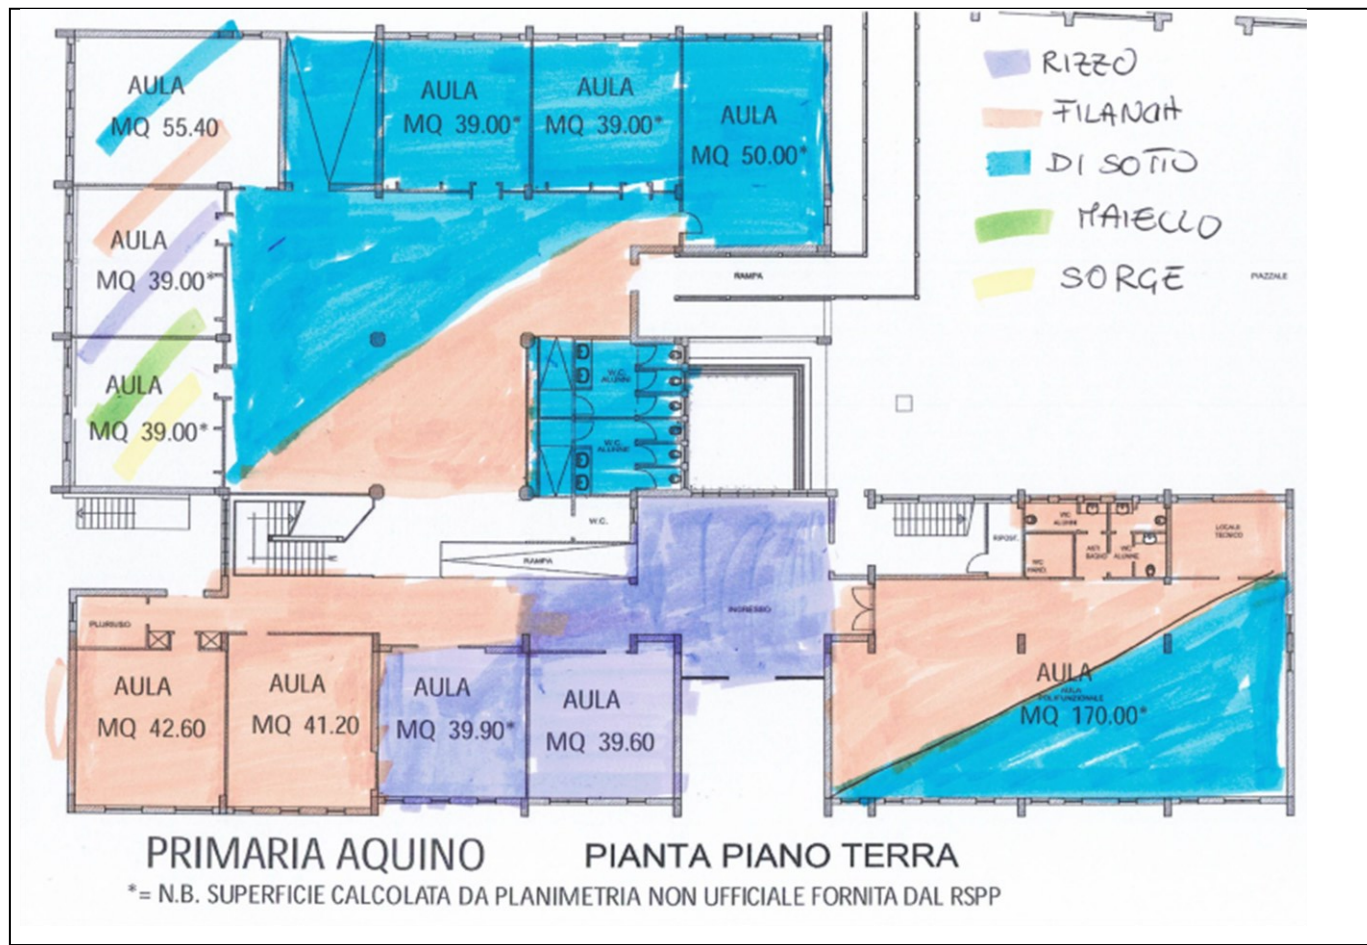 AULA
MQ 55.40
AULA
MQ 39.00*
AULA
MQ 39.00*
AULA
MQ 50.00*
RIZZO
DI SOTTO
MAIELLO
SORGE
AULA
MQ 39.00*
RAMPA
PIAZZALE
AULA
MQ 39.00*
W.C.
ALUNNI
W.C.
ALUNNE
W.C.
RAMPA
INGRESSO
RIPOST.
WC
ALUNNI
WC
HAND.
ANTI
BAGNO
WC
ALUNNE
LOCALE
TECNICO
PLURIUSO
AULA
MQ 42.60
AULA
MQ 41.20
AULA
MQ 39.90*
AULA
MQ 39.60
AULA
AULA
POLIFUNZIONALE
MQ 170.00*
PRIMARIA AQUINO
PIANTA PIANO TERRA
*= N.B. SUPERFICIE CALCOLATA DA PLANIMETRIA NON UFFICIALE FORNITA DAL RSPP